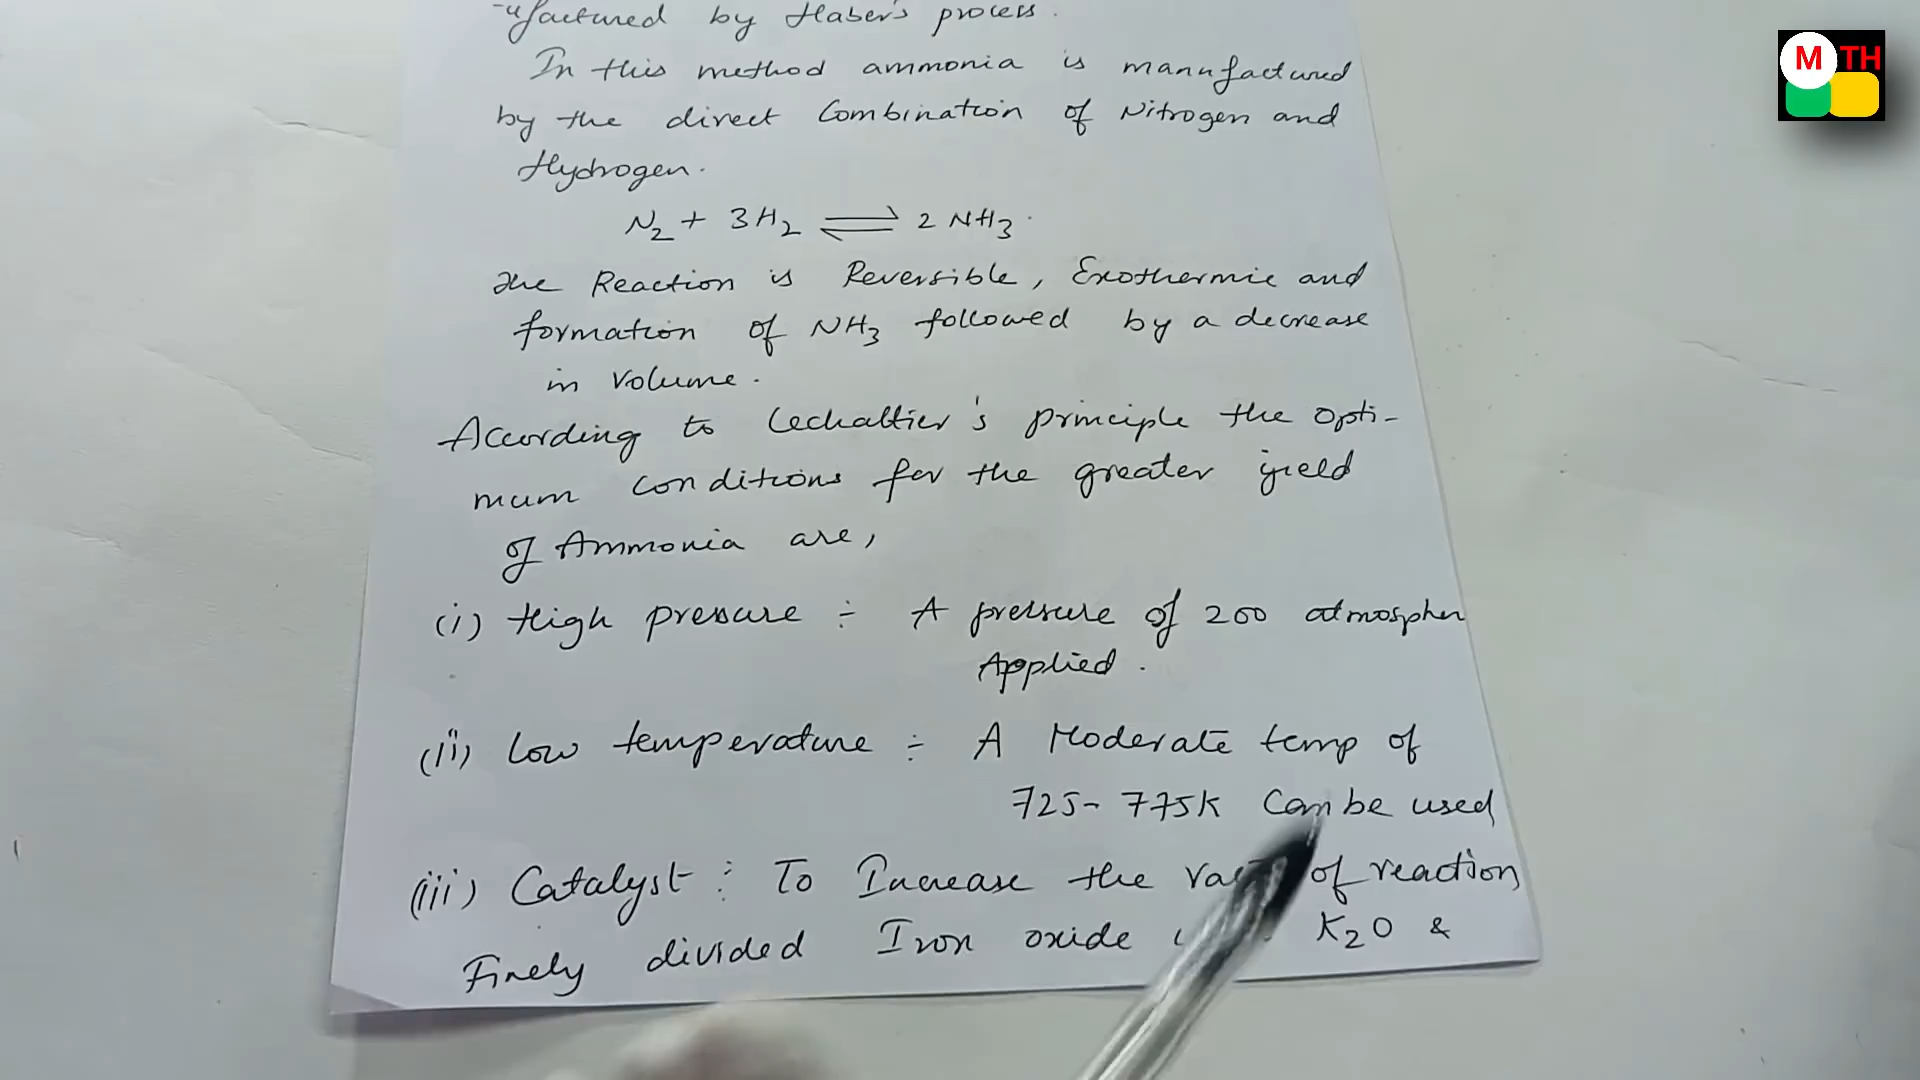 ufactured by Haber's process.
In this method ammonia is manufactured
by the direct Combination of Nitrogen and
Hydrogen.
N2 + 3H2 ⇌ 2 NH3.
The Reaction is Reversible, Exothermic and
formation of NH3 followed by a decrease
in volume.
According to Lechaltier's principle the opti-
mum conditions for the greater yield
of Ammonia are,
(i) High pressure ÷ A pressure of 200 atmospher
Applied.
(ii) Low temperature ÷ A Moderate temp of
725- 775K Can be used
(iii) Catalyst : To Increase the of reaction
Finely divided Iron oxide K2O &
M TH